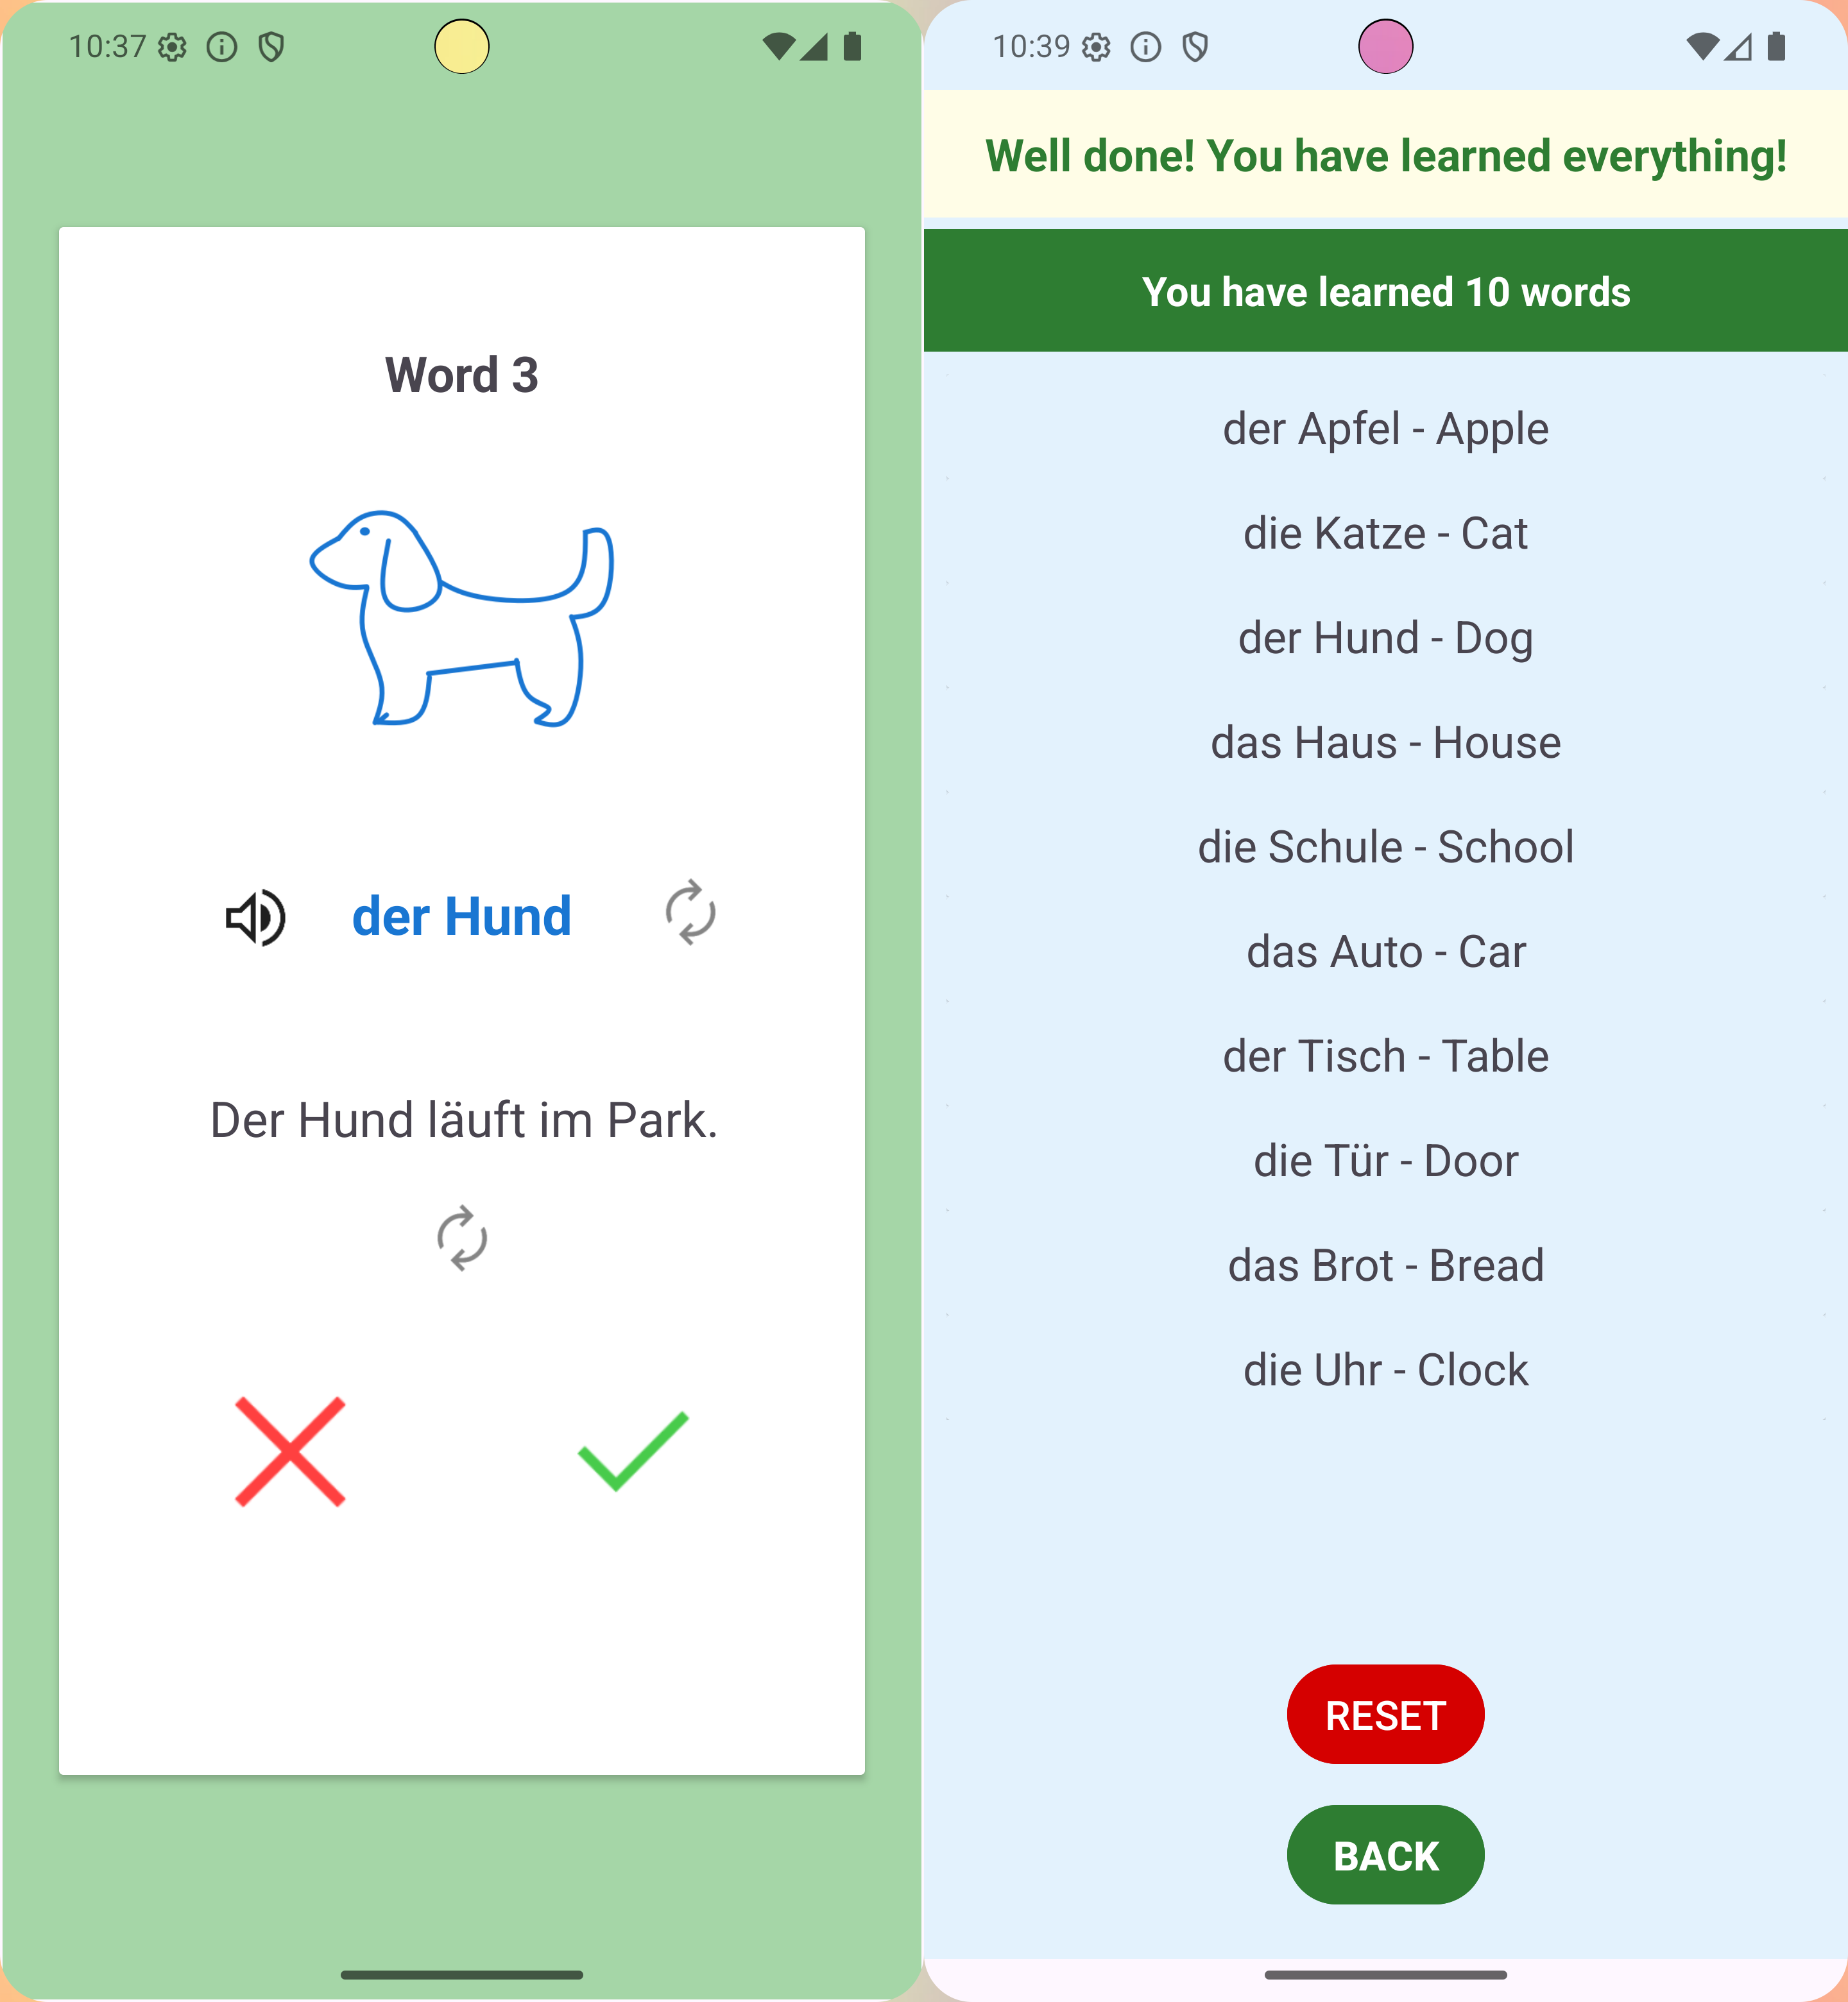 10:37
Word 3
der Hund
Der Hund läuft im Park.
10:39
Well done! You have learned everything!
You have learned 10 words
der Apfel - Apple
die Katze - Cat
der Hund - Dog
das Haus - House
die Schule - School
das Auto - Car
der Tisch - Table
die Tür - Door
das Brot - Bread
die Uhr - Clock
RESET
BACK